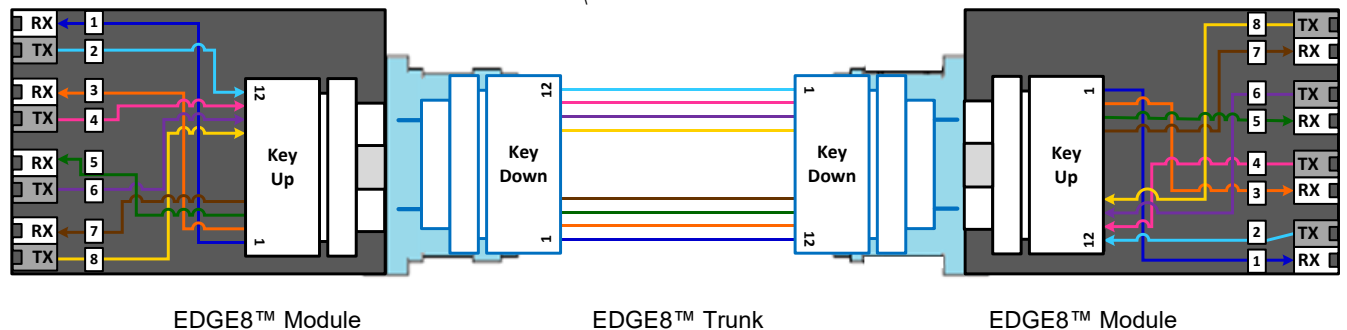 RX 1
TX 2
RX 3
TX 4
RX 5
TX 6
RX 7
TX 8
12
Key
Up
1
12
Key
Down
1
1
Key
Down
12
1
Key
Up
12
8 TX
7 RX
6 TX
5 RX
4 TX
3 RX
2 TX
1 RX
EDGE8™ Module
EDGE8™ Trunk
EDGE8™ Module